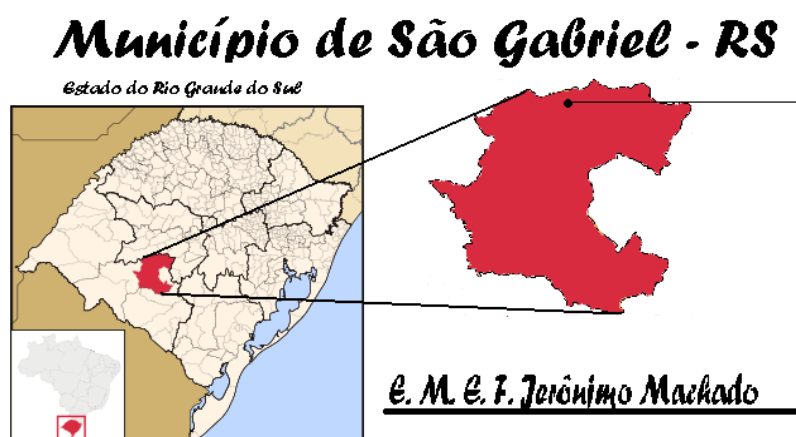 Município de São Gabriel - RS
Estado do Rio Grande do Sul
E. M. E. F. Jerônimo Machado